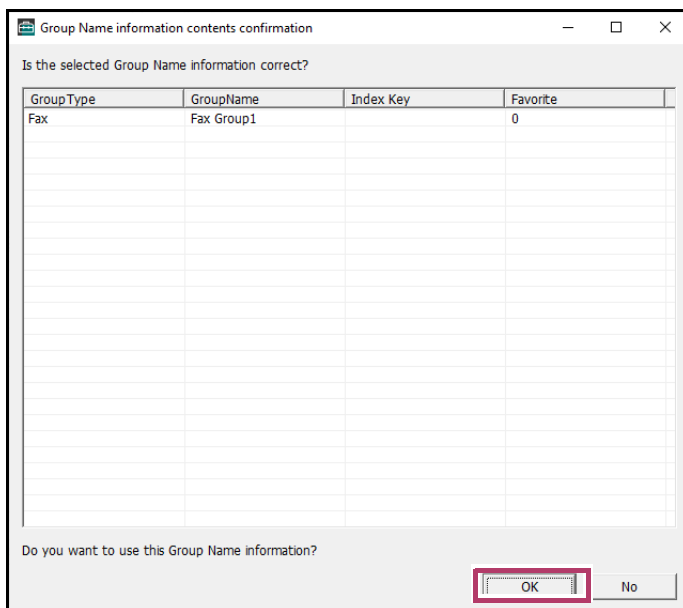 Group Name information contents confirmation
Is the selected Group Name information correct?
GroupType GroupName Index Key Favorite
Fax Fax Group1 0
Do you want to use this Group Name information?
OK No